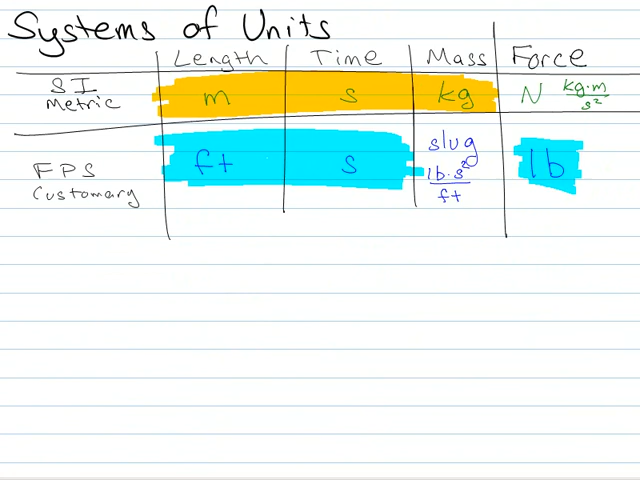 Systems of Units
Length Time Mass Force
SI
Metric
m s kg N kg·m/s²
FPS
Customary
ft s slug lb·s²/ft lb